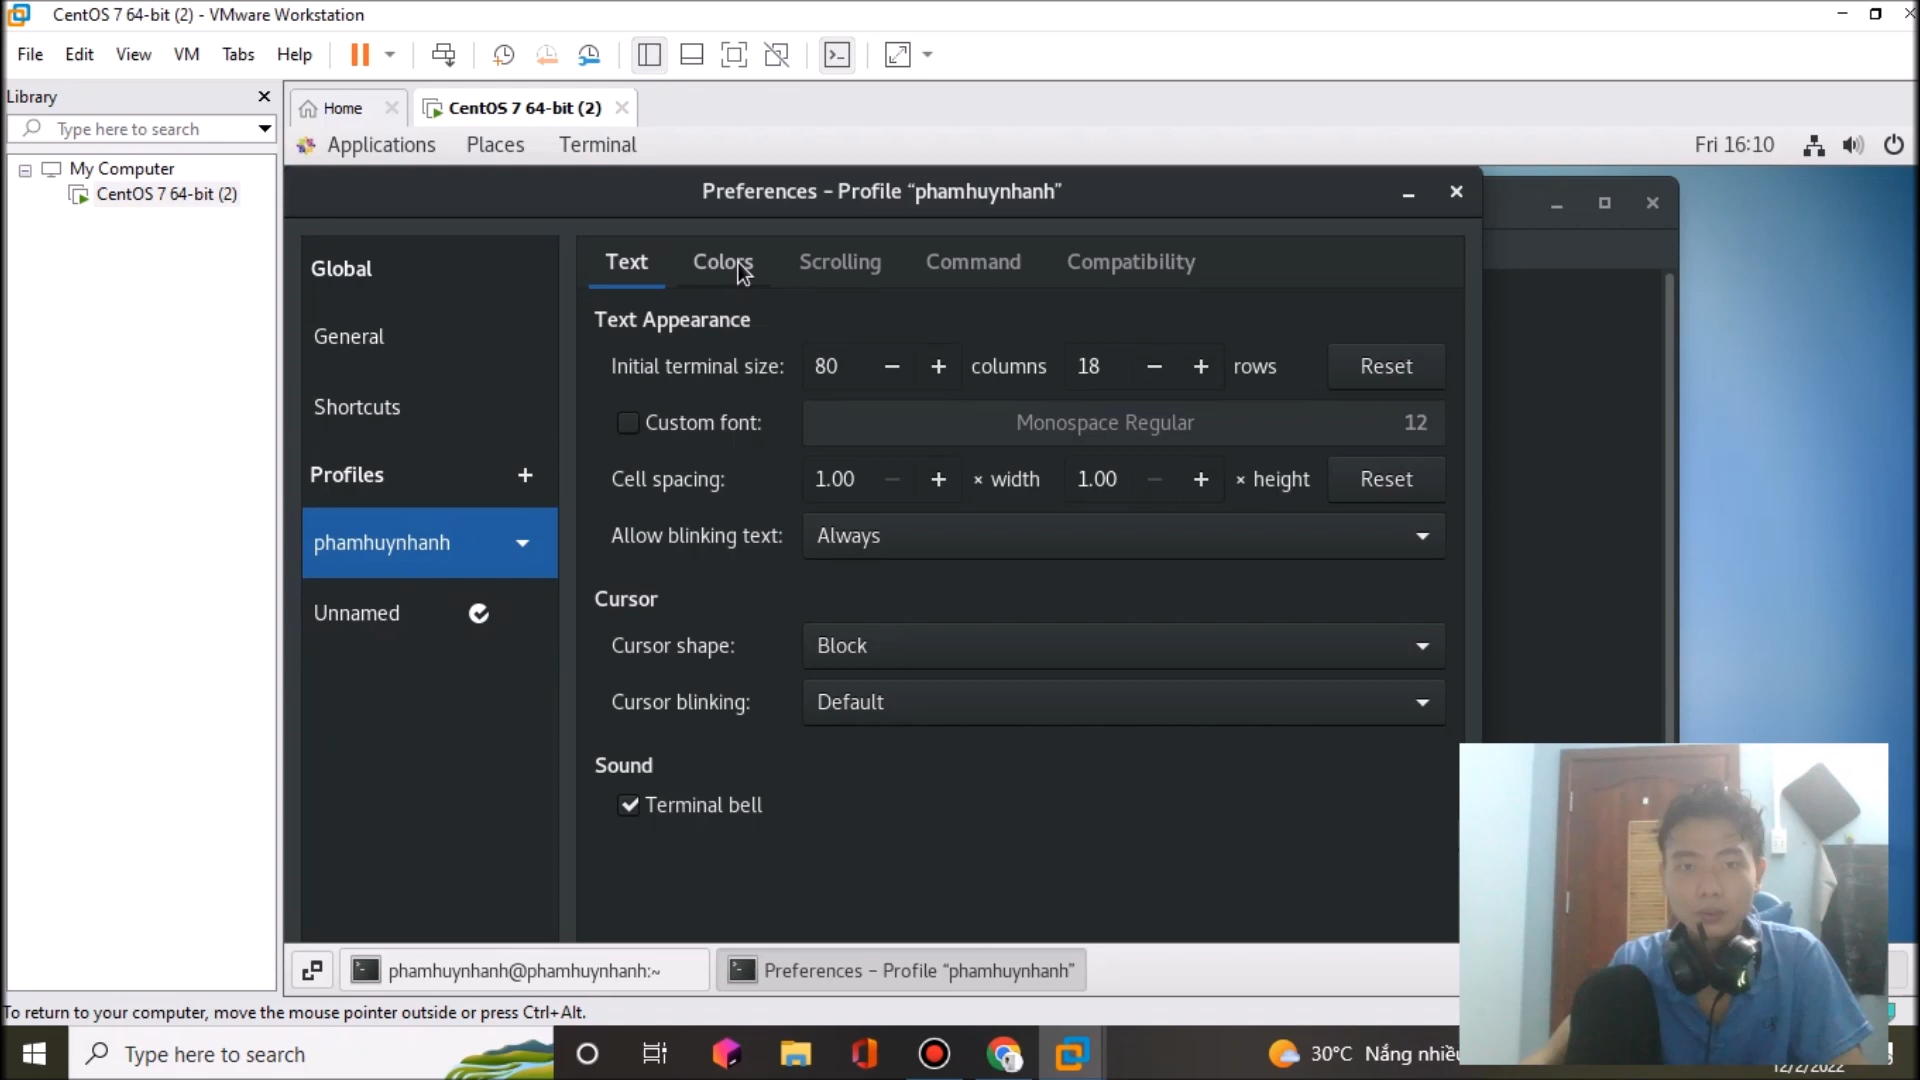 CentOS 7 64-bit (2) - VMware Workstation
File Edit View VM Tabs Help
Library
Type here to search
My Computer
CentOS 7 64-bit (2)
Home
CentOS 7 64-bit (2)
Applications Places Terminal
Fri 16:10
Preferences – Profile “phamhuynhanh”
Global
General
Shortcuts
Profiles +
phamhuynhanh
Unnamed
Text Colors Scrolling Command Compatibility
Text Appearance
Initial terminal size: 80 − + columns 18 − + rows Reset
Custom font: Monospace Regular 12
Cell spacing: 1.00 − + × width 1.00 − + × height Reset
Allow blinking text: Always
Cursor
Cursor shape: Block
Cursor blinking: Default
Sound
Terminal bell
phamhuynhanh@phamhuynhanh:~
Preferences – Profile “phamhuynhanh”
To return to your computer, move the mouse pointer outside or press Ctrl+Alt.
Type here to search
30°C Nắng nhiều
12/2/2022